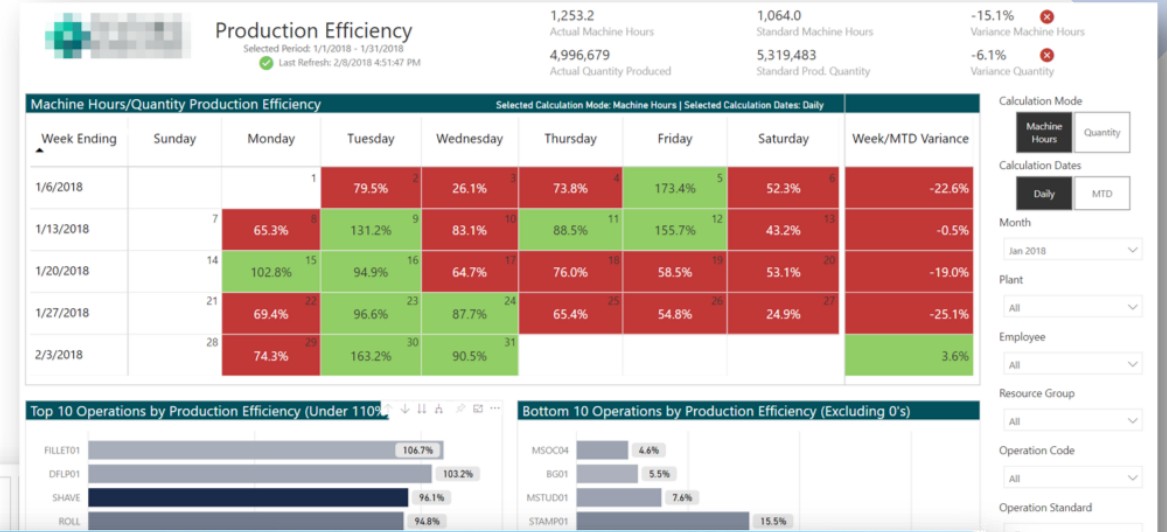 Production Efficiency
Selected Period: 1/1/2018 - 1/31/2018
Last Refresh: 2/8/2018 4:51:47 PM
1,253.2
Actual Machine Hours
1,064.0
Standard Machine Hours
-15.1%
Variance Machine Hours
4,996,679
Actual Quantity Produced
5,319,483
Standard Prod. Quantity
-6.1%
Variance Quantity
Machine Hours/Quantity Production Efficiency
Selected Calculation Mode: Machine Hours | Selected Calculation Dates: Daily
Week Ending Sunday Monday Tuesday Wednesday Thursday Friday Saturday Week/MTD Variance
1/6/2018 1 79.5% 2 26.1% 3 73.8% 4 173.4% 5 52.3% 6 -22.6%
1/13/2018 7 65.3% 8 131.2% 9 83.1% 10 88.5% 11 155.7% 12 43.2% 13 -0.5%
1/20/2018 14 102.8% 15 94.9% 16 64.7% 17 76.0% 18 58.5% 19 53.1% 20 -19.0%
1/27/2018 21 69.4% 22 96.6% 23 87.7% 24 65.4% 25 54.8% 26 24.9% 27 -25.1%
2/3/2018 28 74.3% 29 163.2% 30 90.5% 31 3.6%
Calculation Mode
Machine
Hours
Quantity
Calculation Dates
Daily MTD
Month
Jan 2018
Plant
All
Employee
All
Resource Group
All
Operation Code
All
Operation Standard
Top 10 Operations by Production Efficiency (Under 110%
FILLET01 106.7%
DFLP01 103.2%
SHAVE 96.1%
ROLL 94.8%
Bottom 10 Operations by Production Efficiency (Excluding 0's)
MSOC04 4.6%
BG01 5.5%
MSTUD01 7.6%
STAMP01 15.5%